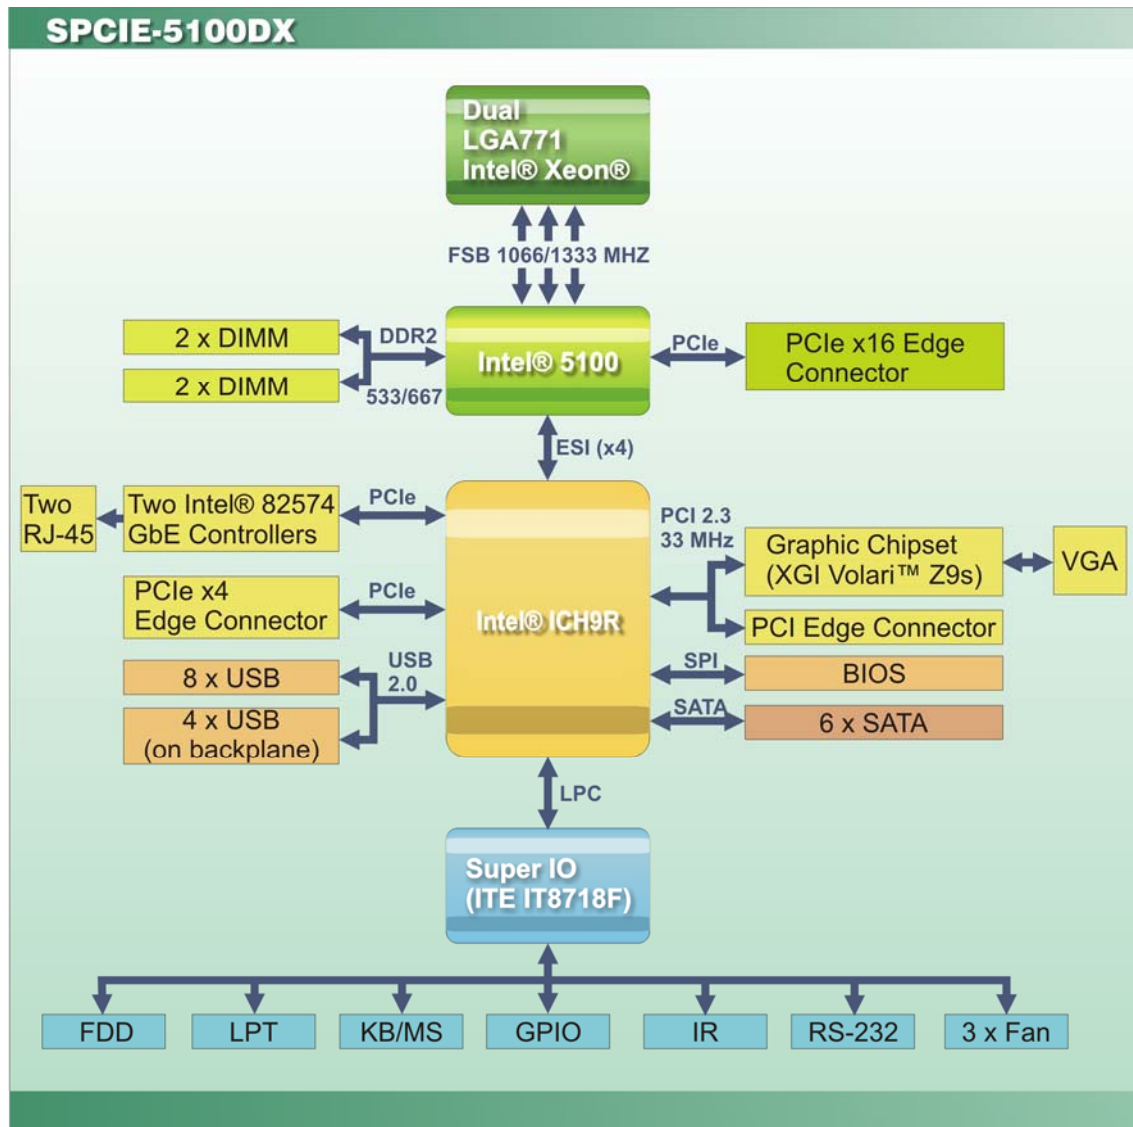 SPCIE-5100DX
Dual
LGA771
Intel® Xeon®
FSB 1066/1333 MHZ
2 x DIMM
DDR2
2 x DIMM
533/667
Intel® 5100
PCIe
PCIe x16 Edge
Connector
ESI (x4)
Two
RJ-45
Two Intel® 82574
GbE Controllers
PCIe
PCIe x4
Edge Connector
PCIe
8 x USB
4 x USB
(on backplane)
USB
2.0
Intel® ICH9R
PCI 2.3
33 MHz
Graphic Chipset
(XGI Volari™ Z9s)
VGA
PCI Edge Connector
SPI
BIOS
SATA
6 x SATA
LPC
Super IO
(ITE IT8718F)
FDD
LPT
KB/MS
GPIO
IR
RS-232
3 x Fan